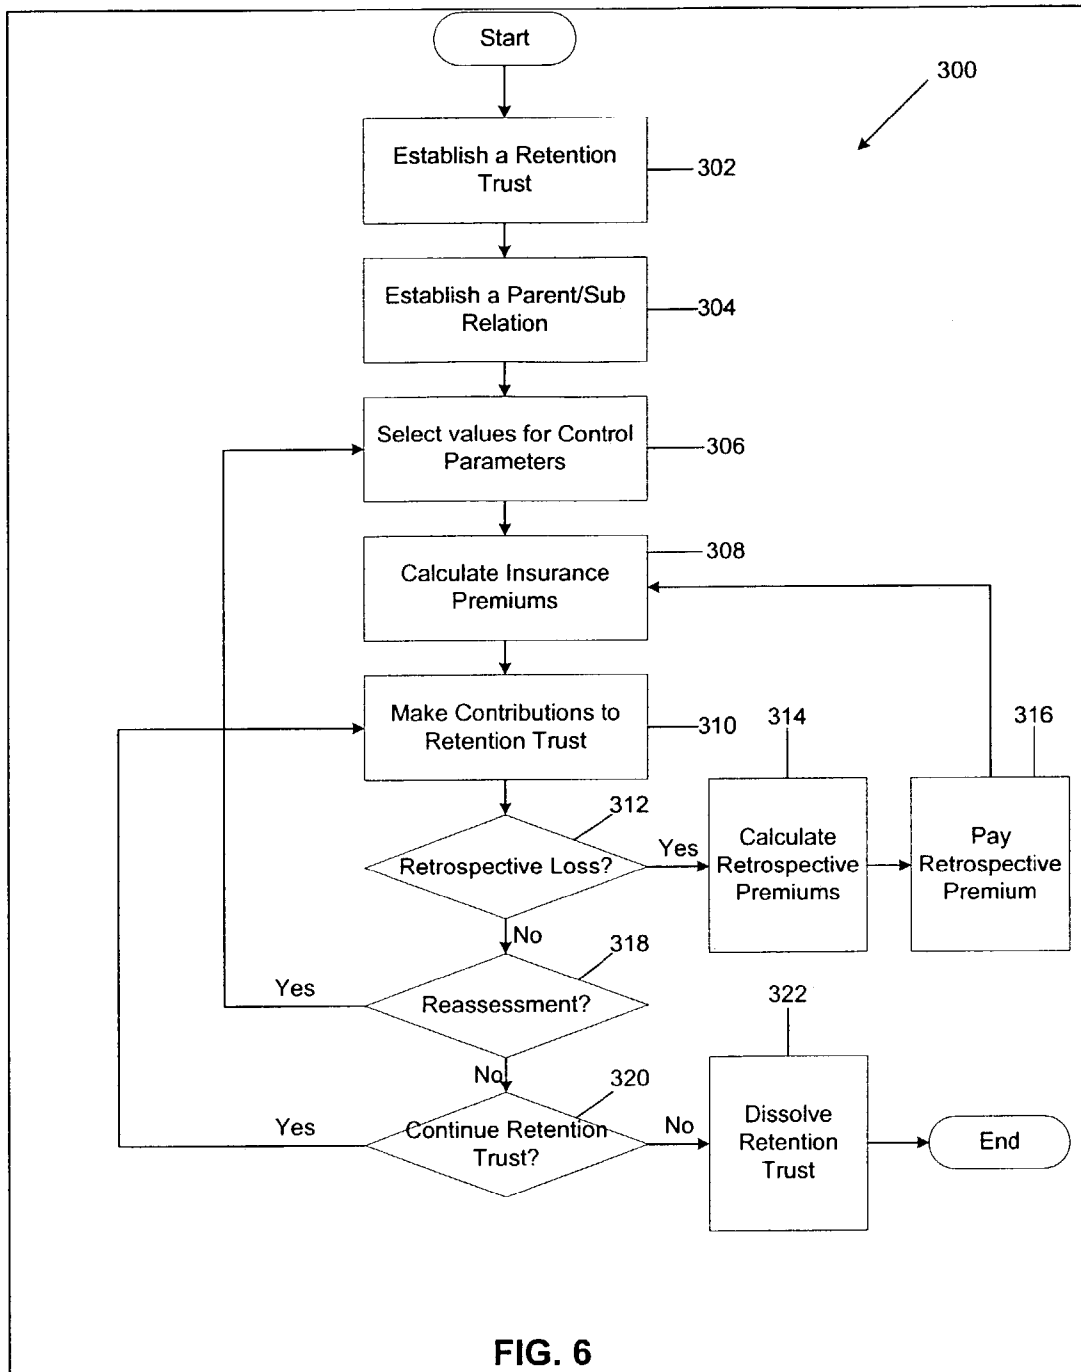 Start
300
Establish a Retention
Trust
302
Establish a Parent/Sub
Relation
304
Select values for Control
Parameters
306
308
Calculate Insurance
Premiums
Make Contributions to
Retention Trust
310
312
314
316
Retrospective Loss?
Yes
Calculate
Retrospective
Premiums
Pay
Retrospective
Premium
No
318
Yes
Reassessment?
322
No
320
Yes
Continue Retention
Trust?
No
Dissolve
Retention
Trust
End
FIG. 6